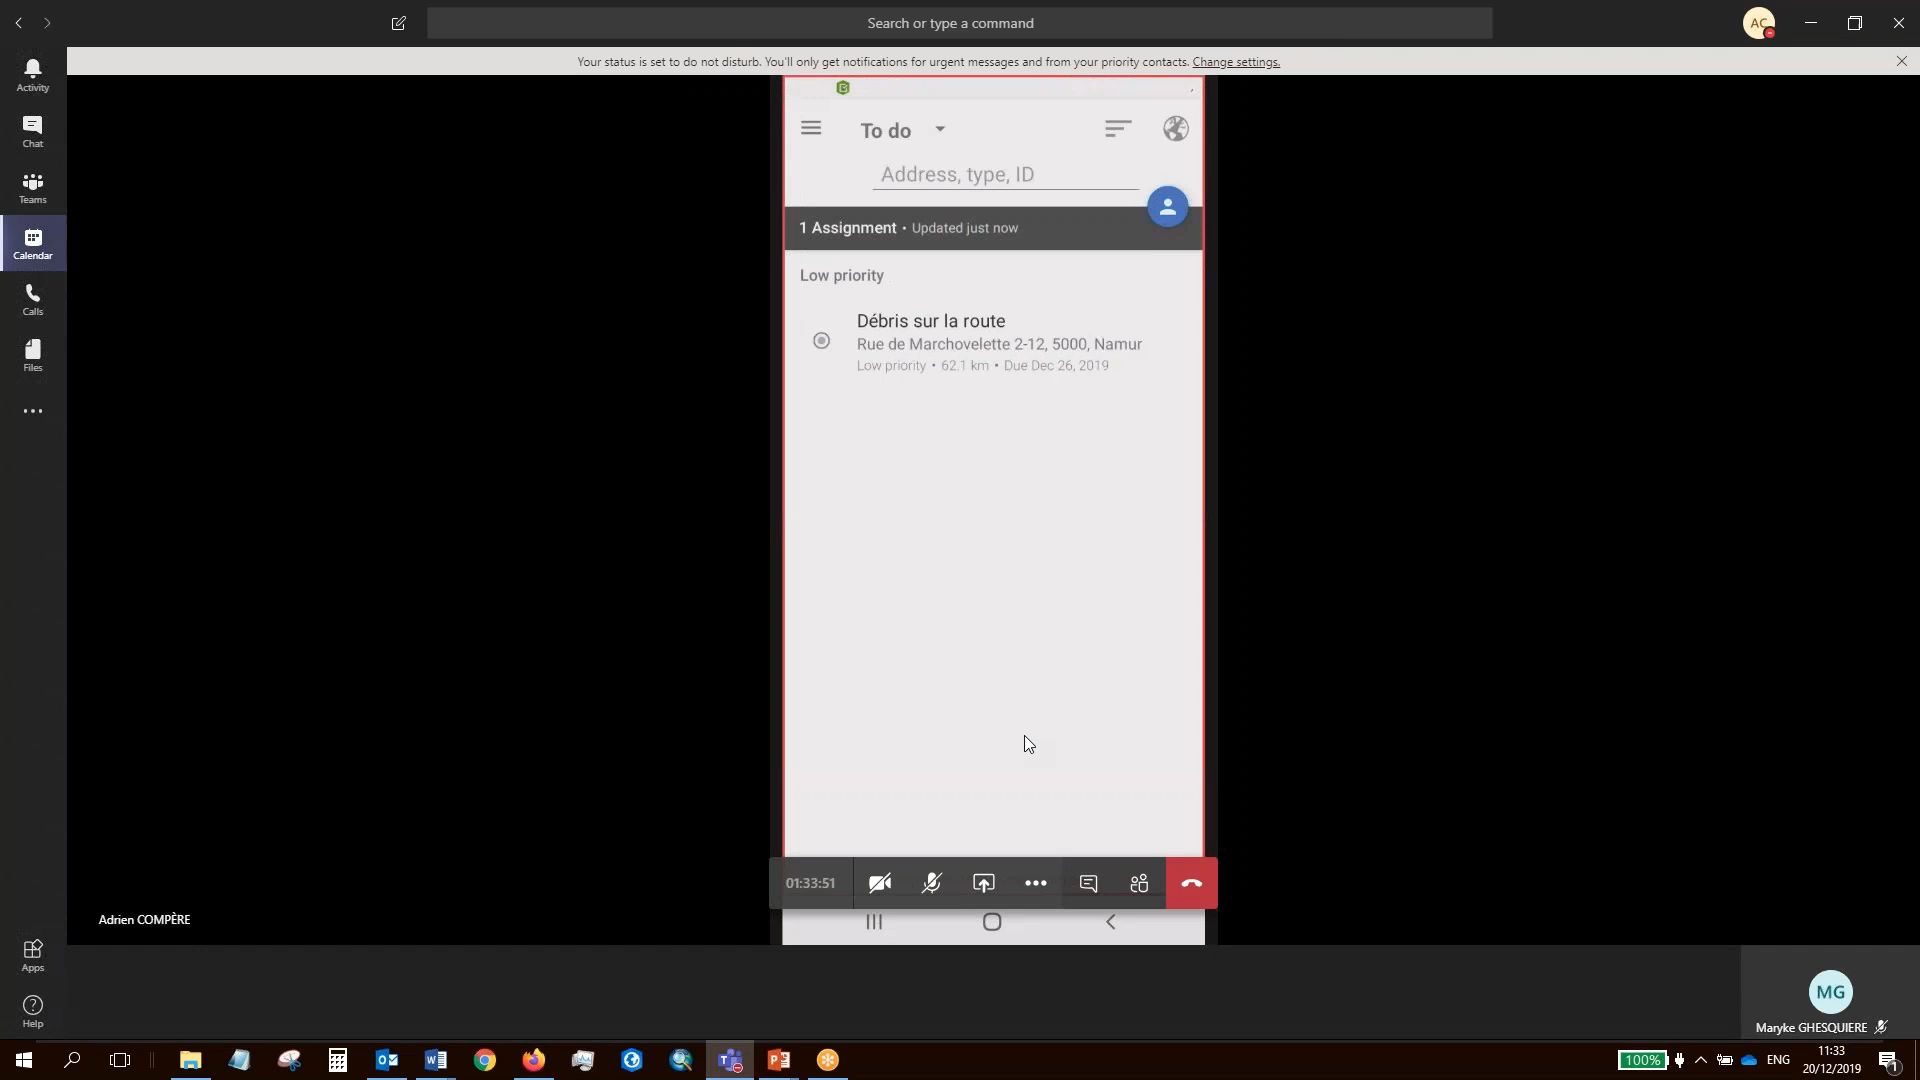 Search or type a command
AC
Your status is set to do not disturb. You'll only get notifications for urgent messages and from your priority contacts. Change settings.
Activity
Chat
Teams
Calendar
Calls
Files
Apps
Help
To do
Address, type, ID
1 Assignment • Updated just now
Low priority
Débris sur la route
Rue de Marchovelette 2-12, 5000, Namur
Low priority • 62.1 km • Due Dec 26, 2019
01:33:51
Adrien COMPÈRE
MG
Maryke GHESQUIERE
100%
ENG
11:33
20/12/2019
1